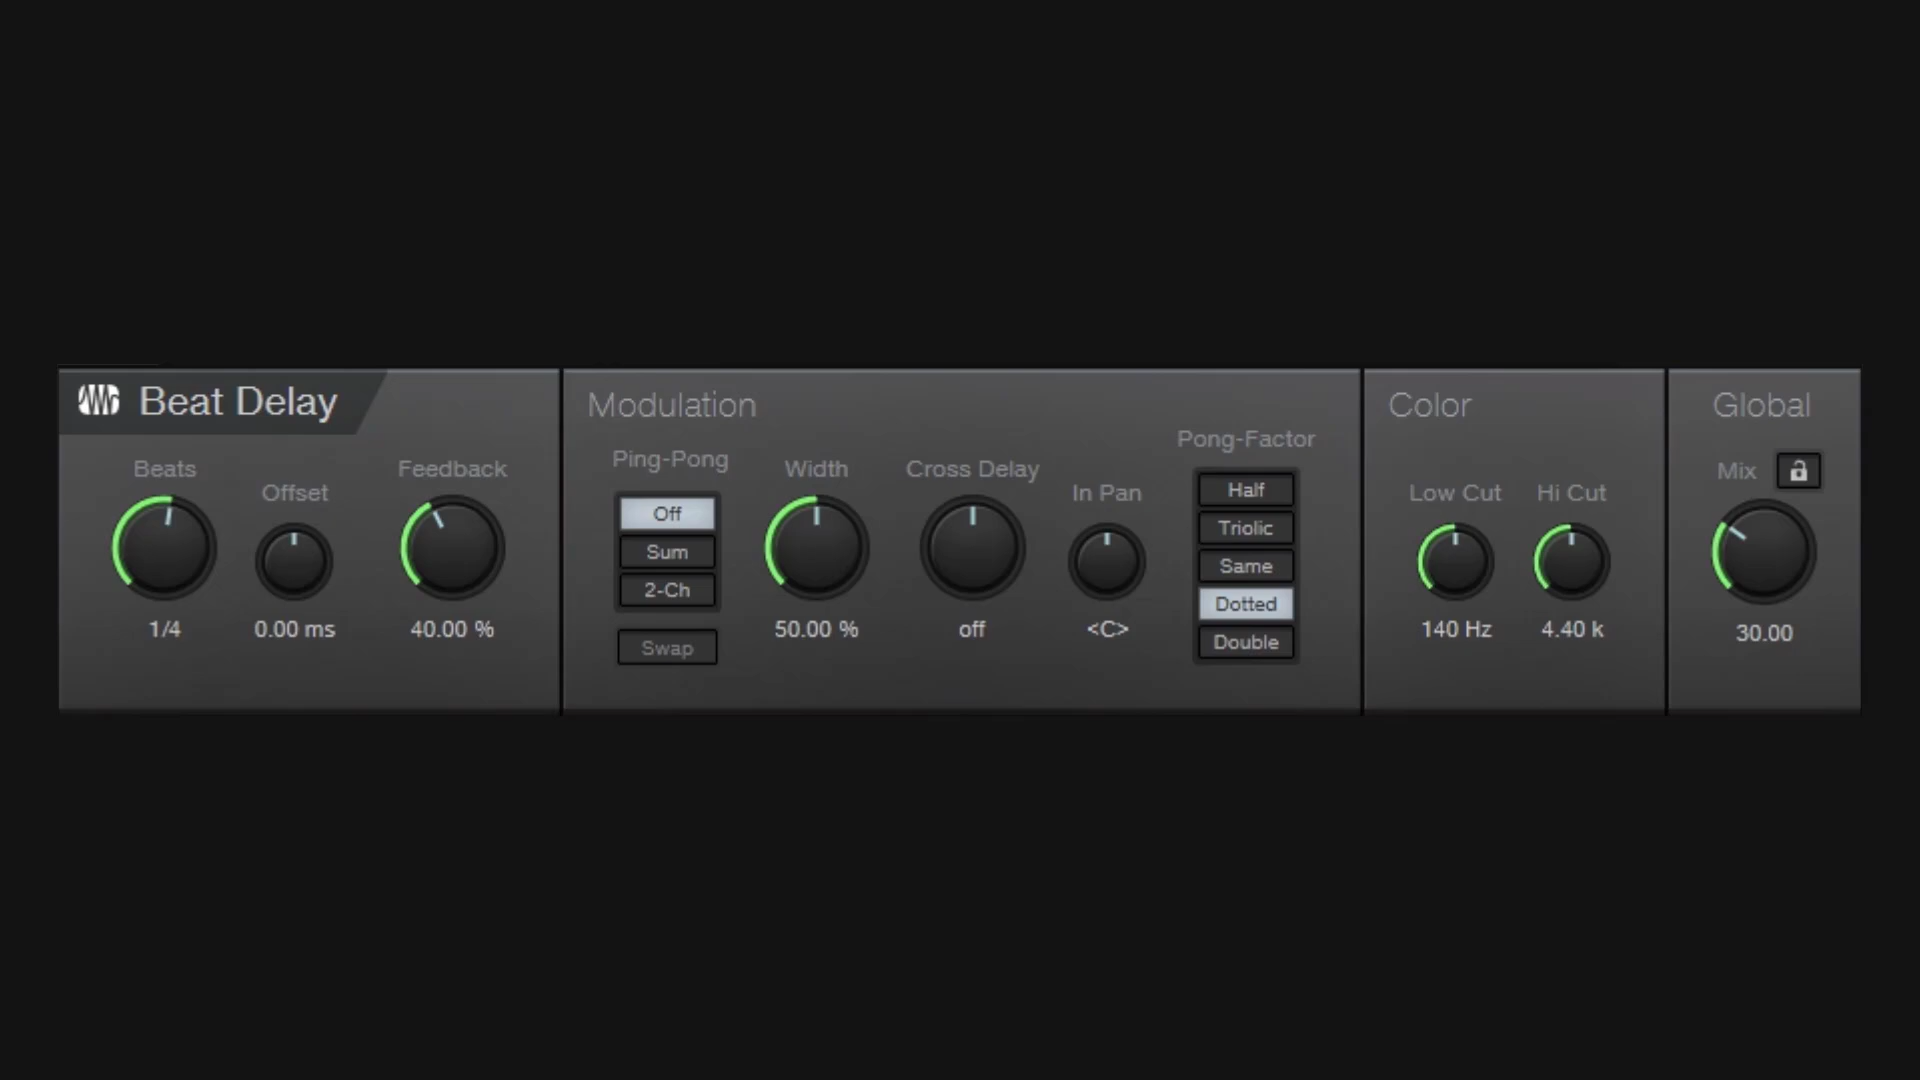 Beat Delay
Beats
Offset
Feedback
1/4
0.00 ms
40.00 %
Modulation
Ping-Pong
Off
Sum
2-Ch
Swap
Width
50.00 %
Cross Delay
off
In Pan
<C>
Pong-Factor
Half
Triolic
Same
Dotted
Double
Color
Low Cut
140 Hz
Hi Cut
4.40 k
Global
Mix
30.00